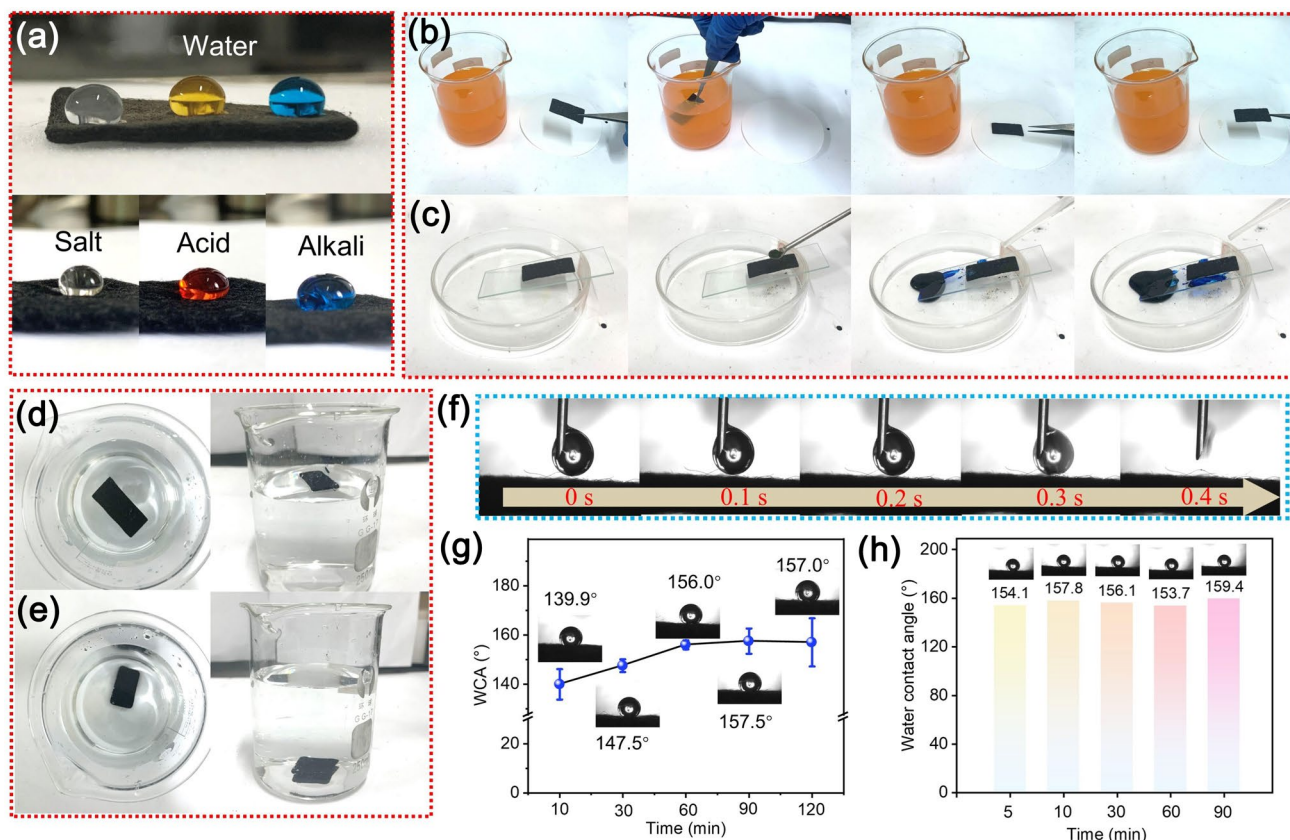 (a)
Water
Salt
Acid
Alkali
(b)
(c)
(d)
(e)
(f)
0 s
0.1 s
0.2 s
0.3 s
0.4 s
(g)
WCA (°)
180
160
140
20
0
139.9°
147.5°
156.0°
157.5°
157.0°
10 30 60 90 120
Time (min)
(h)
Water contact angle (°)
200
160
120
80
40
0
154.1 157.8 156.1 153.7 159.4
5 10 30 60 90
Time (min)